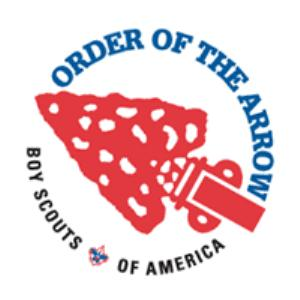 ORDER OF THE ARROW
BOY SCOUTS OF AMERICA